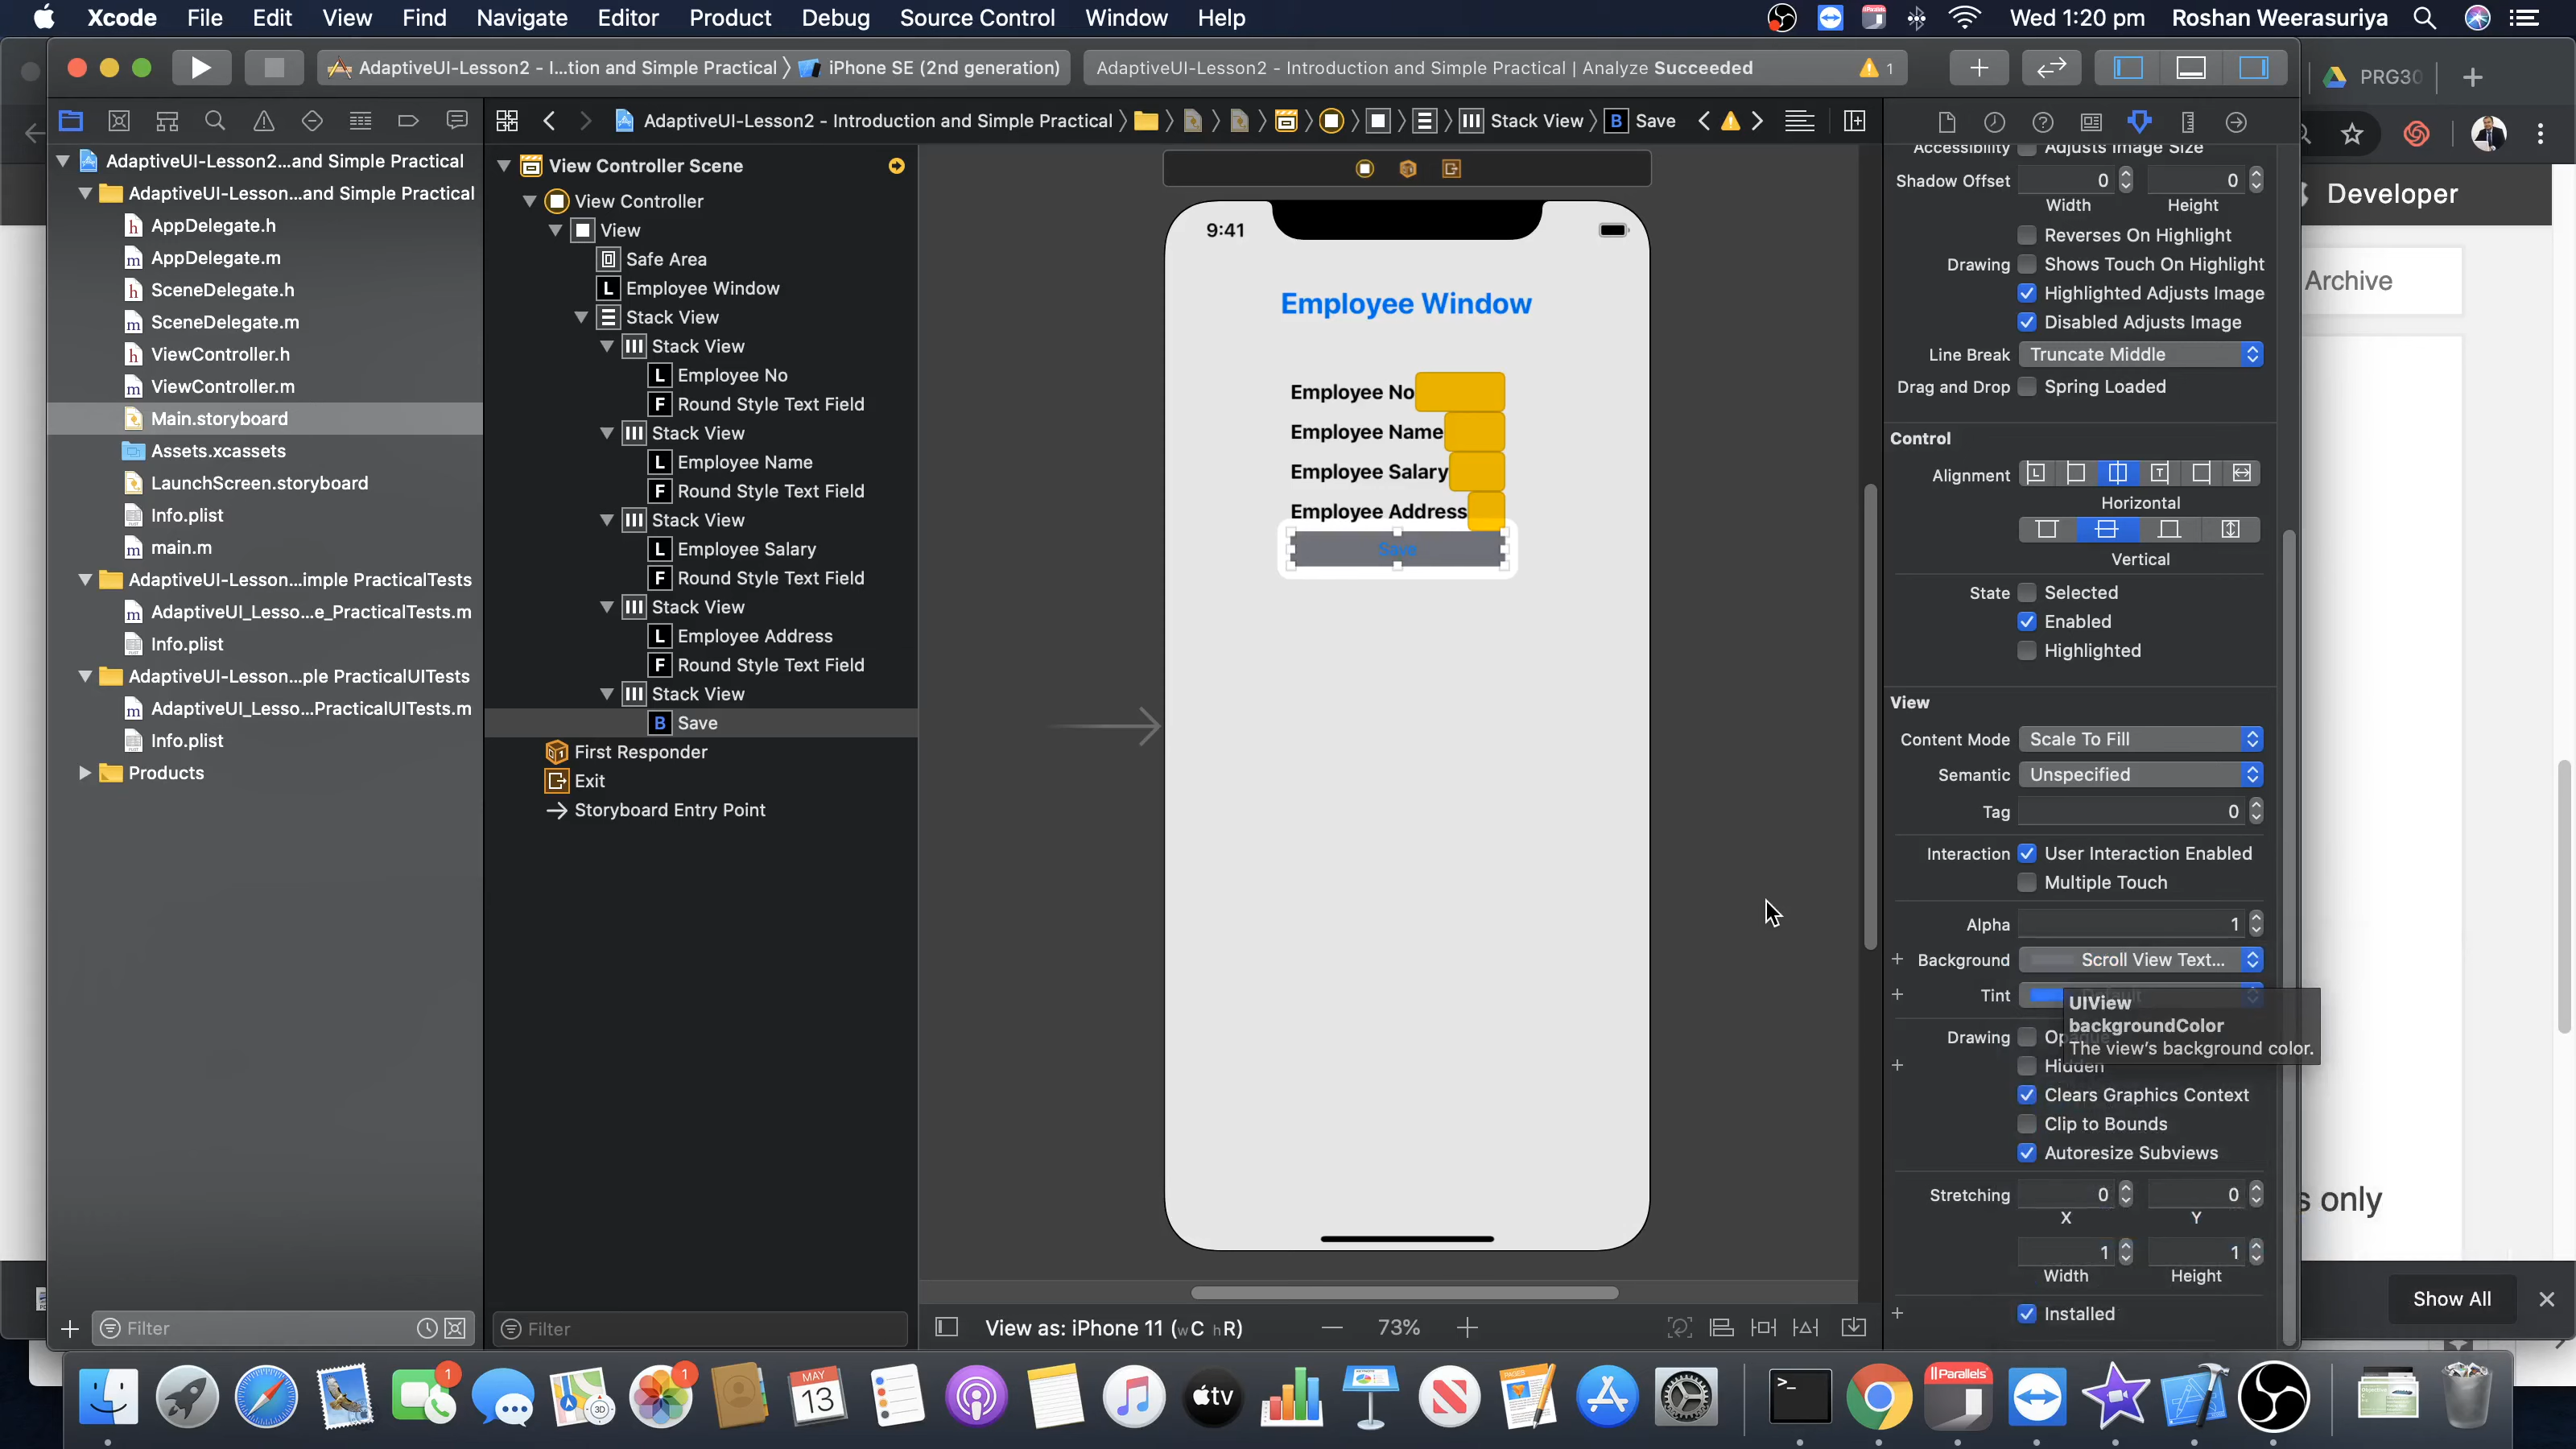 Xcode File Edit View Find Navigate Editor Product Debug Source Control Window Help Wed 1:20 pm Roshan Weerasuriya
AdaptiveUI-Lesson2 - I...tion and Simple Practical iPhone SE (2nd generation)
AdaptiveUI-Lesson2 - Introduction and Simple Practical | Analyze Succeeded 1
PRG30
AdaptiveUI-Lesson2 - Introduction and Simple Practical Stack View B Save
AdaptiveUI-Lesson2...and Simple Practical
AdaptiveUI-Lesson...and Simple Practical
h AppDelegate.h
m AppDelegate.m
h SceneDelegate.h
m SceneDelegate.m
h ViewController.h
m ViewController.m
Main.storyboard
Assets.xcassets
LaunchScreen.storyboard
Info.plist
m main.m
AdaptiveUI-Lesson...imple PracticalTests
m AdaptiveUI_Lesso...e_PracticalTests.m
Info.plist
AdaptiveUI-Lesson...ple PracticalUITests
m AdaptiveUI_Lesso...PracticalUITests.m
Info.plist
Products
Filter
View Controller Scene
View Controller
View
Safe Area
L Employee Window
Stack View
Stack View
L Employee No
F Round Style Text Field
Stack View
L Employee Name
F Round Style Text Field
Stack View
L Employee Salary
F Round Style Text Field
Stack View
L Employee Address
F Round Style Text Field
Stack View
B Save
First Responder
Exit
Storyboard Entry Point
Filter
9:41
Employee Window
Employee No
Employee Name
Employee Salary
Employee Address
Save
View as: iPhone 11 (wC hR)
73%
Accessibility Adjusts Image Size
Shadow Offset 0 0
Width Height
Reverses On Highlight
Drawing Shows Touch On Highlight
Highlighted Adjusts Image
Disabled Adjusts Image
Line Break Truncate Middle
Drag and Drop Spring Loaded
Control
Alignment
Horizontal
Vertical
State Selected
Enabled
Highlighted
View
Content Mode Scale To Fill
Semantic Unspecified
Tag 0
Interaction User Interaction Enabled
Multiple Touch
Alpha 1
Background Scroll View Text...
Tint Default
UIView
backgroundColor
The view's background color.
Drawing
Hidden
Clears Graphics Context
Clip to Bounds
Autoresize Subviews
Stretching 0 0
X Y
1 1
Width Height
Installed
Developer
Archive
s only
Show All
1
3D
1
MAY
13
tv
Parallels